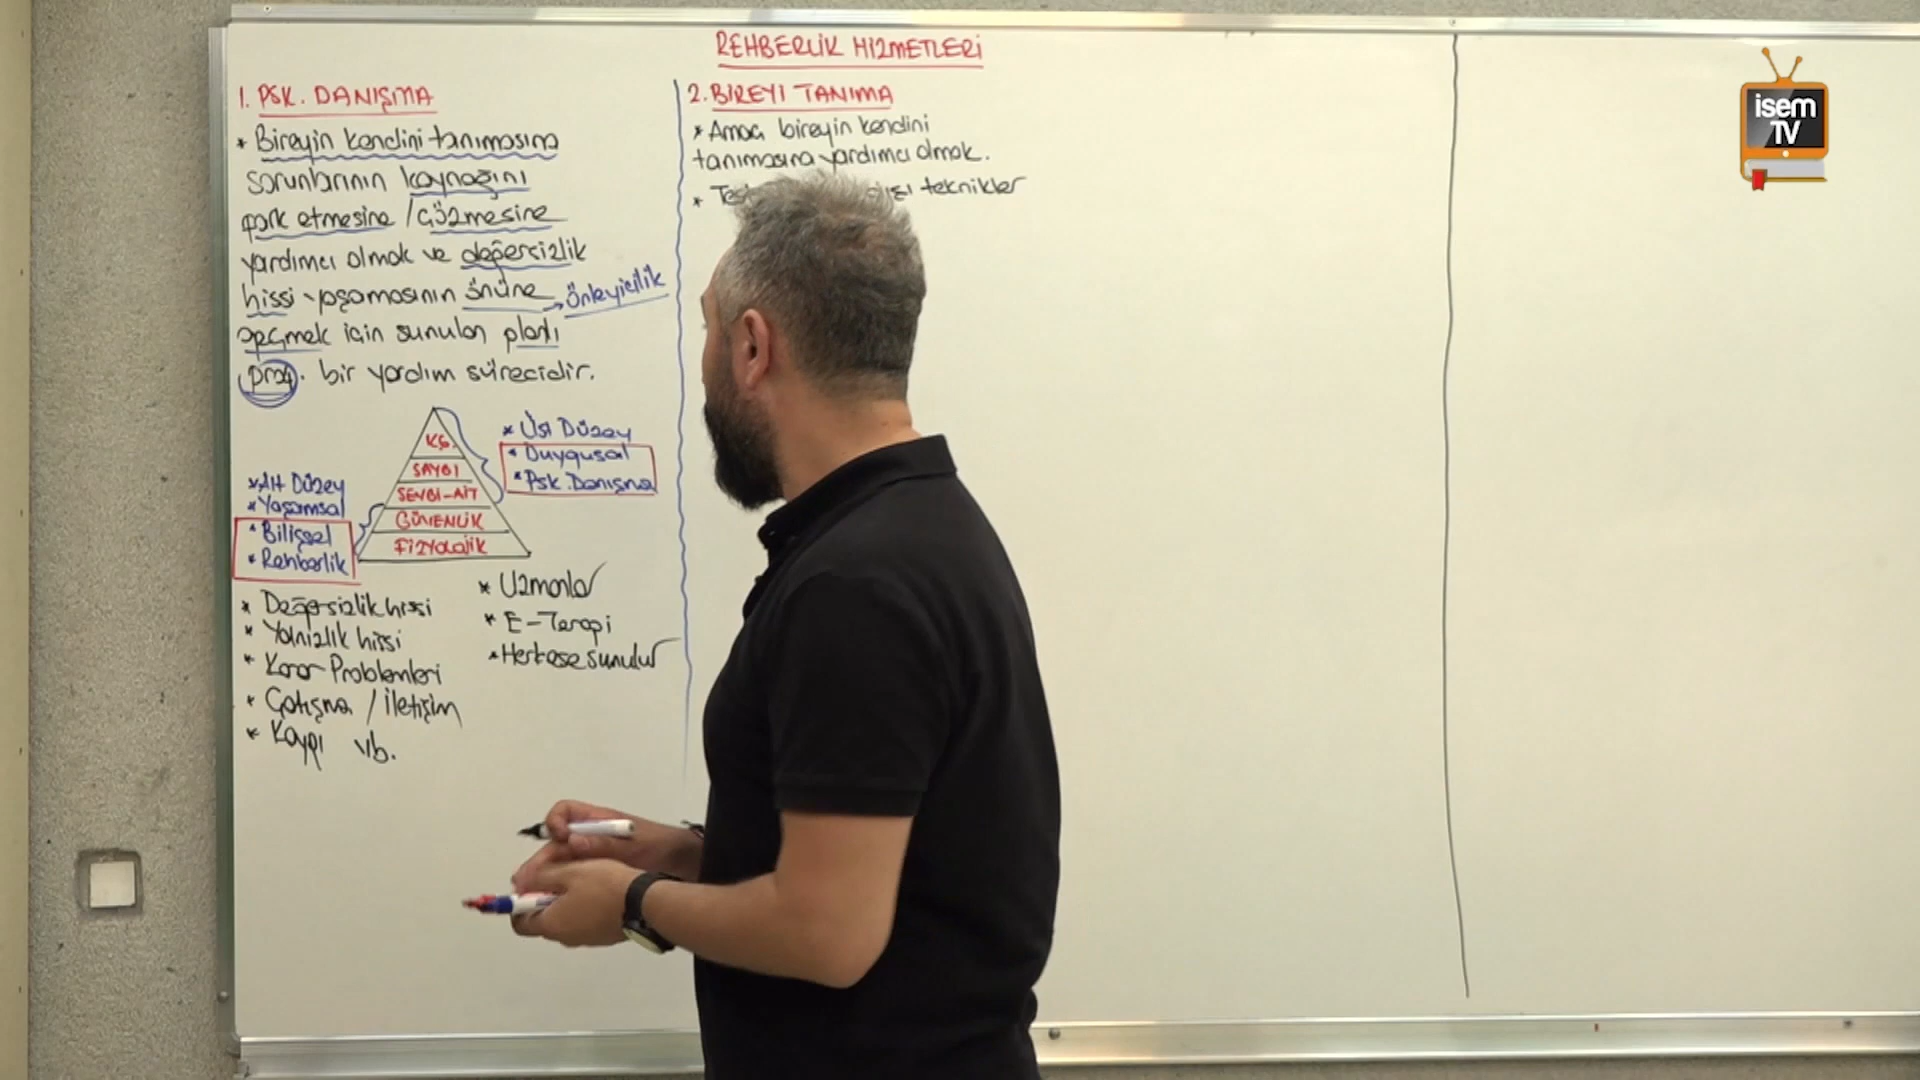 REHBERLİK HİZMETLERİ
1. PSK. DANIŞMA
* Bireyin kendini tanımasına
sorunlarının kaynağını
fark etmesine / Çözmesine
yardımcı olmak ve değersizlik
hissi yaşamasının önüne → Önleyicilik
geçmek için sunulan planlı
prof. bir yardım sürecidir.
KG.
SAYGI
SEVGİ-AİT
GÜVENLİK
FİZYOLOJİK
* Üst Düzey
* Duygusal
* Psk. Danışma
* Alt Düzey
* Yaşamsal
* Bilişsel
* Rehberlik
* Değersizlik hissi
* Yalnızlık hissi
* Karar Problemleri
* Çatışma / İletişim
* Kaygı vb.
* Uzmanlar
* E-Terapi
* Herkese sunulur
2. BİREYİ TANIMA
* Amacı bireyin kendini
tanımasına yardımcı olmak.
* teknikler
isem
TV